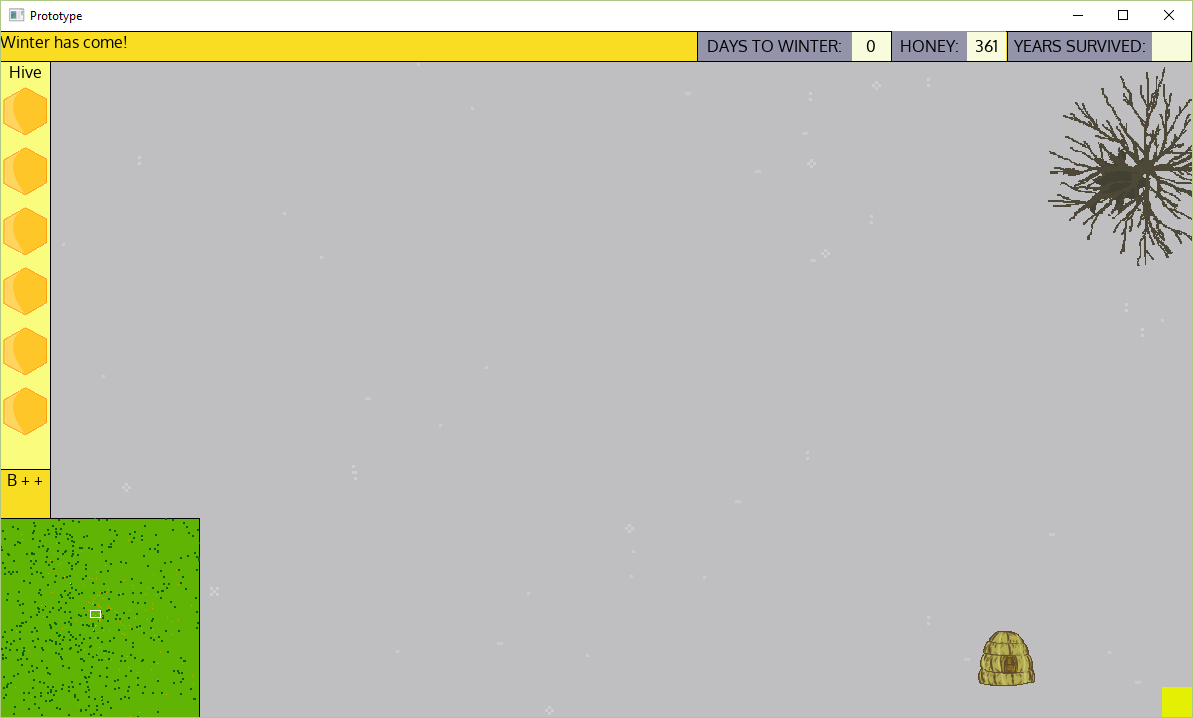 Prototype
Winter has come!
DAYS TO WINTER: 0 HONEY: 361 YEARS SURVIVED:
Hive
B + +